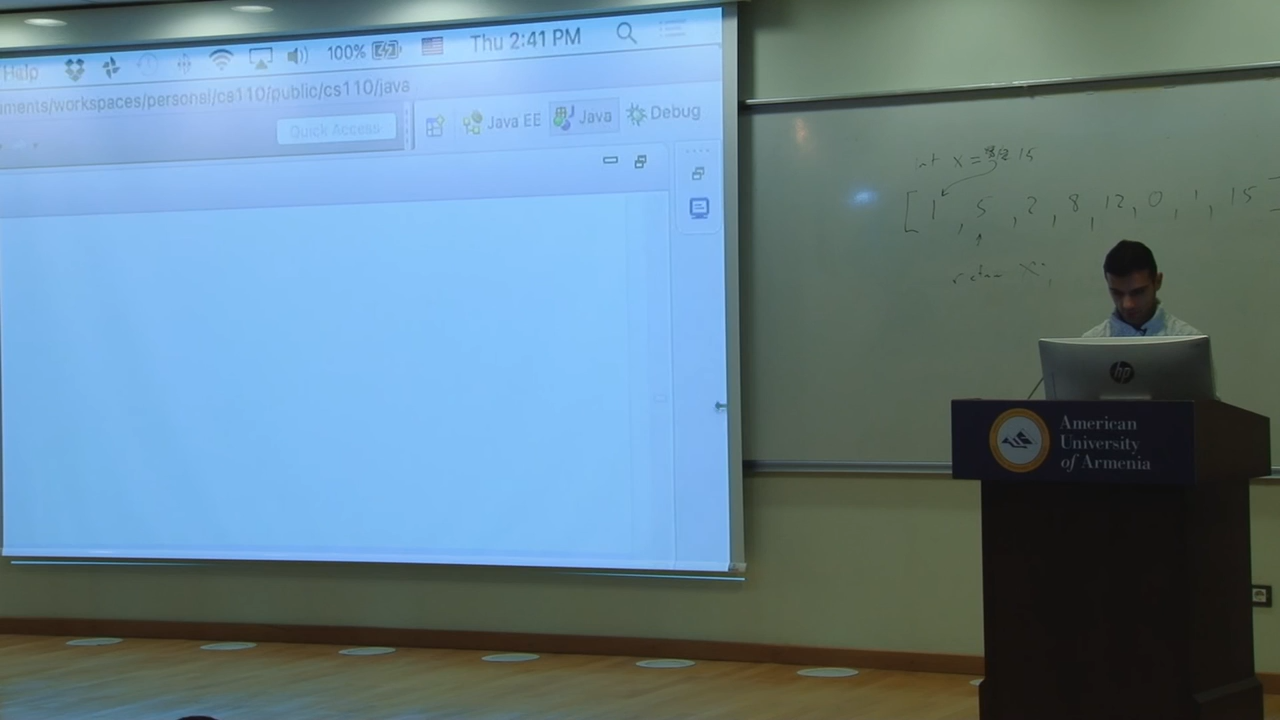 Help 100% Thu 2:41 PM
ments/workspaces/personal/cs110/public/cs110/java
Quick Access Java EE Java Debug
int x = 15
[ 1 , 5 , 2 , 8 , 12 , 0 , 1 , 15 ]
return x;
hp
American
University
of Armenia